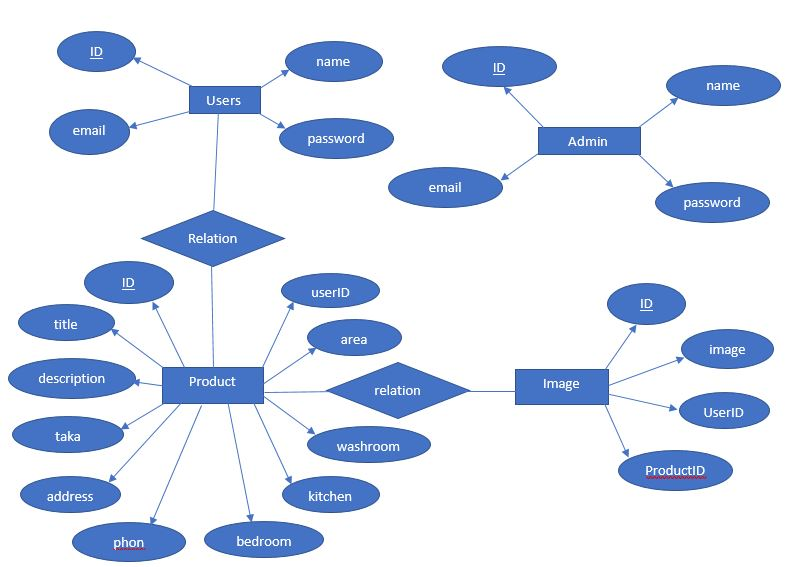 ID
name
Users
email
password
ID
name
Admin
email
password
Relation
ID
userID
title
area
description
Product
taka
washroom
address
kitchen
phon
bedroom
relation
ID
image
Image
UserID
ProductID